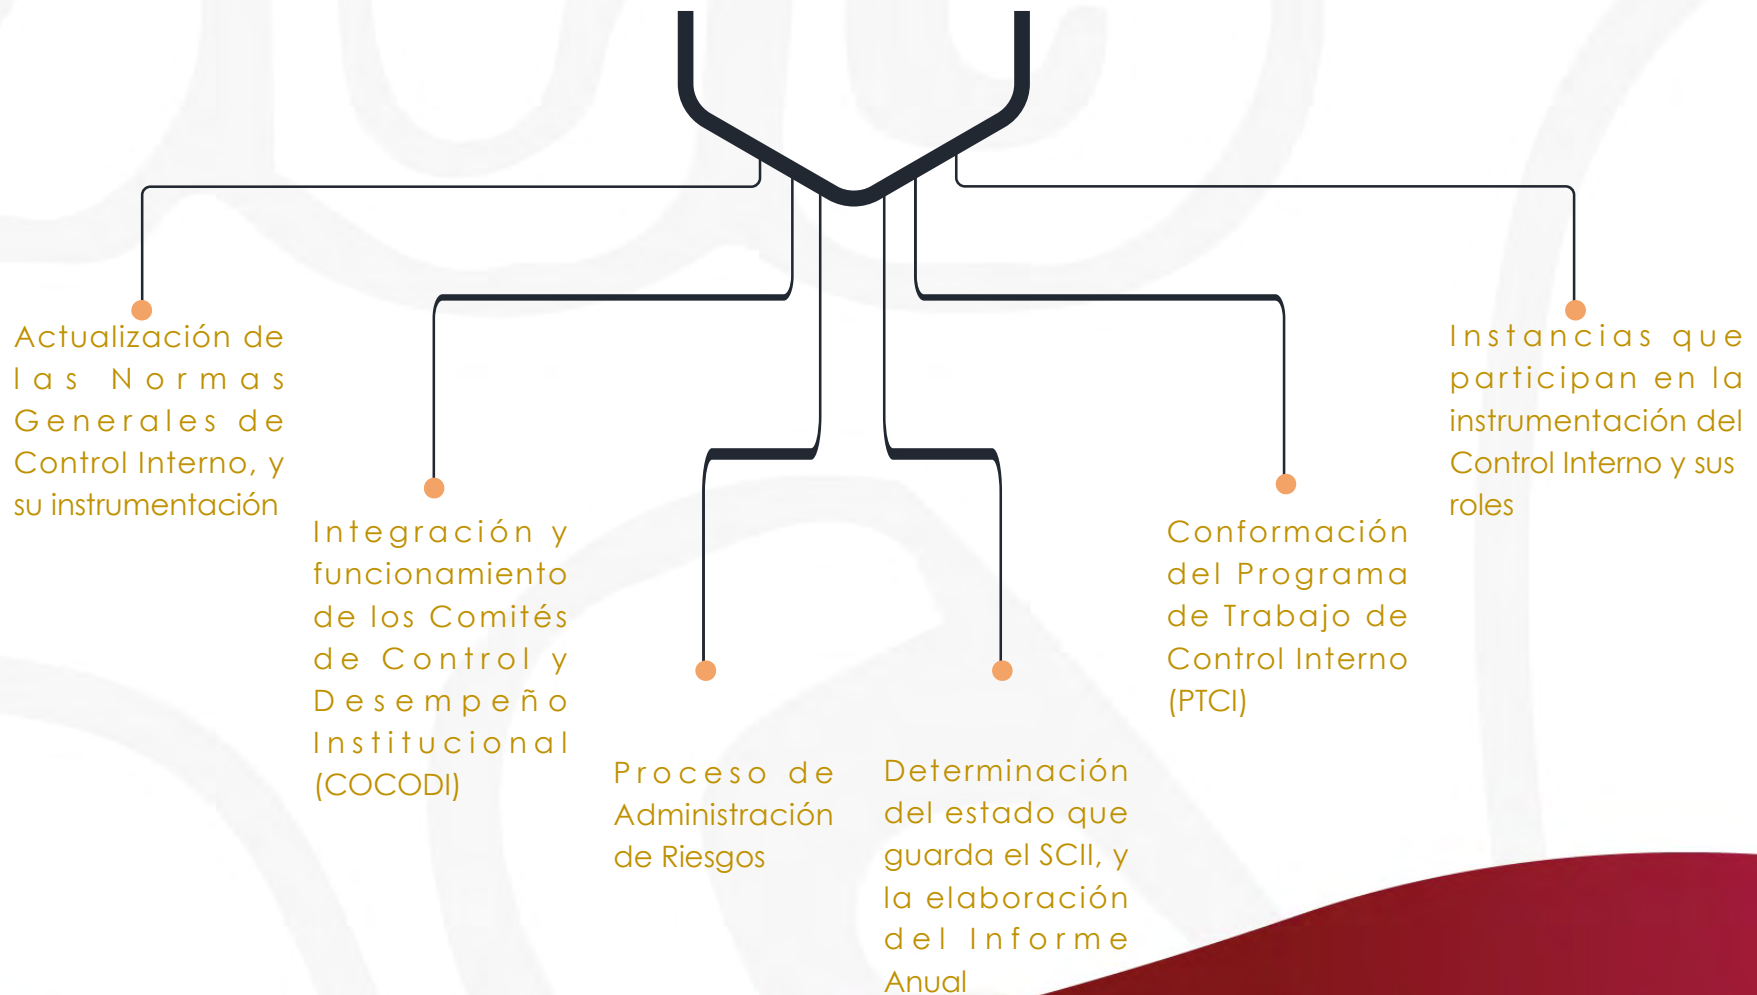 Actualización de
las Normas
Generales de
Control Interno, y
su instrumentación
Integración y
funcionamiento
de los Comités
de Control y
Desempeño
Institucional
(COCODI)
Proceso de
Administración
de Riesgos
Determinación
del estado que
guarda el SCII, y
la elaboración
del Informe
Anual
Conformación
del Programa
de Trabajo de
Control Interno
(PTCI)
Instancias que
participan en la
instrumentación del
Control Interno y sus
roles